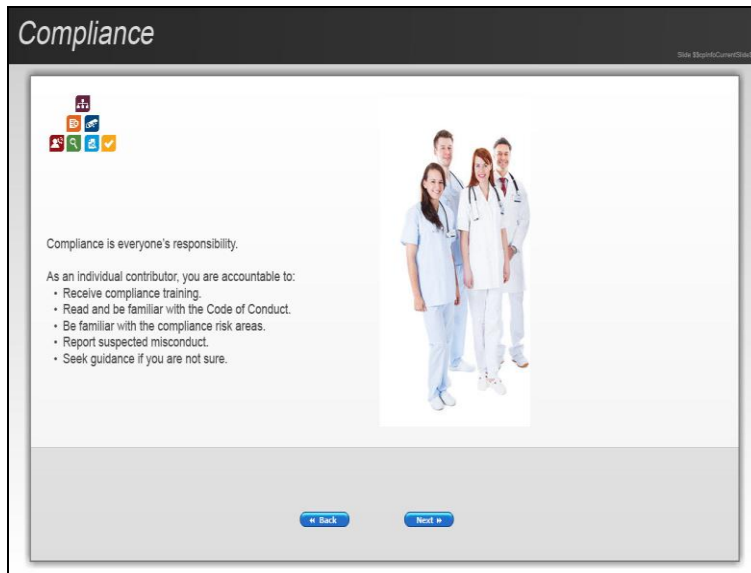 Compliance
Slide $$cpInfoCurrentSlide$
Compliance is everyone's responsibility.
As an individual contributor, you are accountable to:
• Receive compliance training.
• Read and be familiar with the Code of Conduct.
• Be familiar with the compliance risk areas.
• Report suspected misconduct.
• Seek guidance if you are not sure.
« Back
Next »